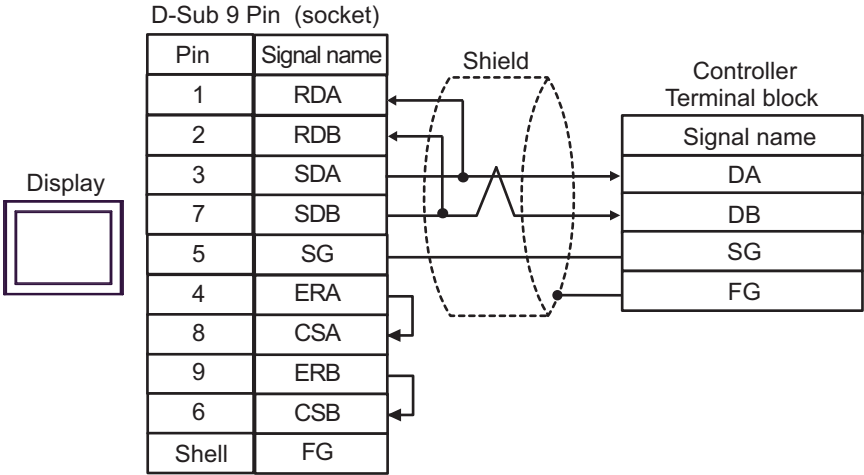 D-Sub 9 Pin (socket)
Pin Signal name
1 RDA
2 RDB
3 SDA
7 SDB
5 SG
4 ERA
8 CSA
9 ERB
6 CSB
Shell FG
Display
Shield
Controller
Terminal block
Signal name
DA
DB
SG
FG